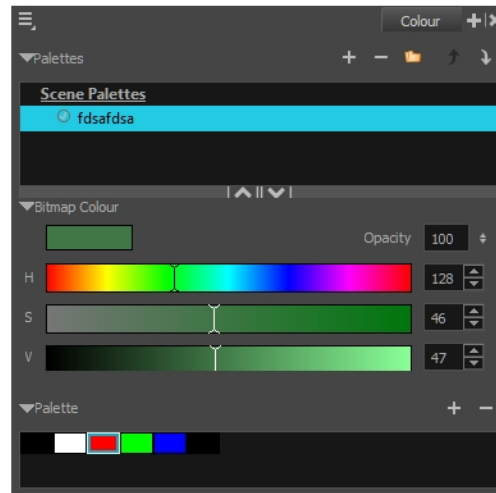 Colour
Palettes
Scene Palettes
fdsafdsa
Bitmap Colour
Opacity 100
H 128
S 46
V 47
Palette